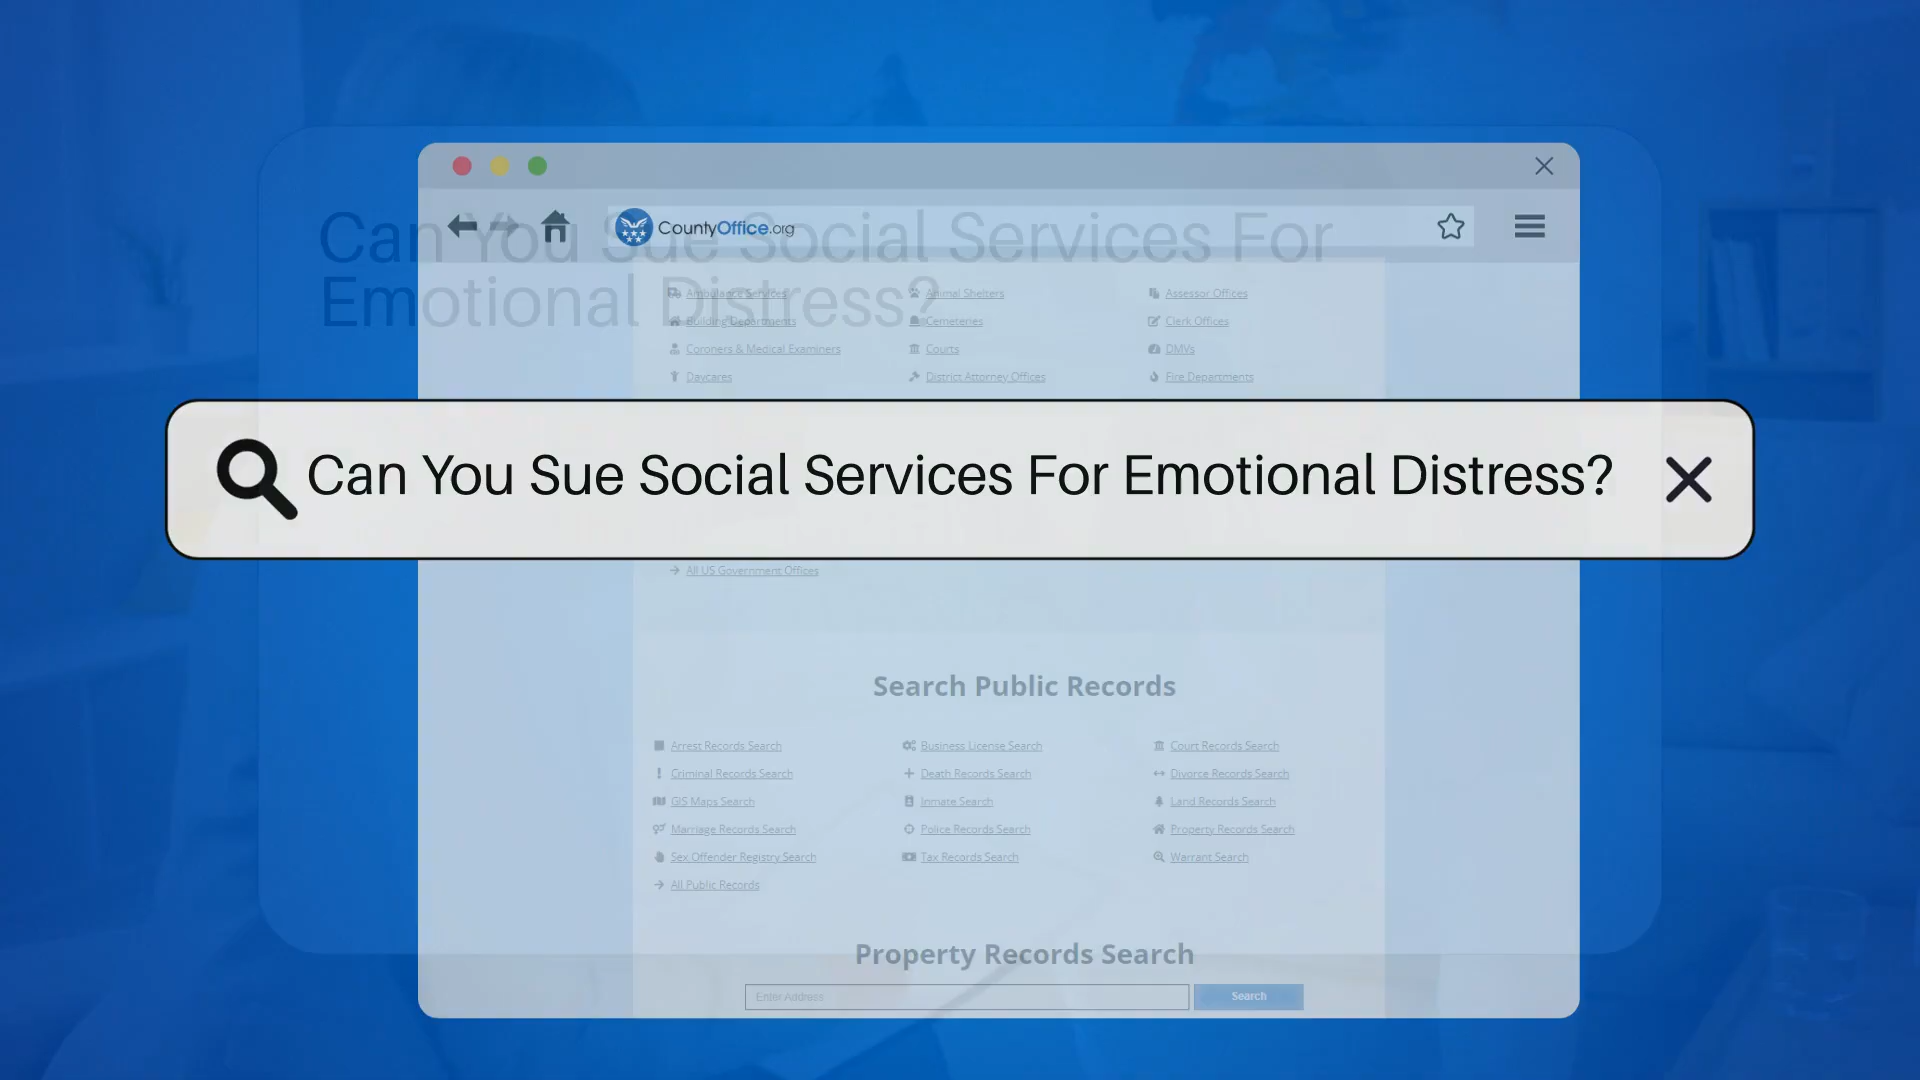 CountyOffice.org
Can You Sue Social Services For
Emotional Distress?
Ambulance Services
Animal Shelters
Assessor Offices
Building Departments
Cemeteries
Clerk Offices
Coroners & Medical Examiners
Courts
DMVs
Daycares
District Attorney Offices
Fire Departments
Can You Sue Social Services For Emotional Distress?
All US Government Offices
Search Public Records
Arrest Records Search
Business License Search
Court Records Search
Criminal Records Search
Death Records Search
Divorce Records Search
GIS Maps Search
Inmate Search
Land Records Search
Marriage Records Search
Police Records Search
Property Records Search
Sex Offender Registry Search
Tax Records Search
Warrant Search
All Public Records
Property Records Search
Enter Address
Search